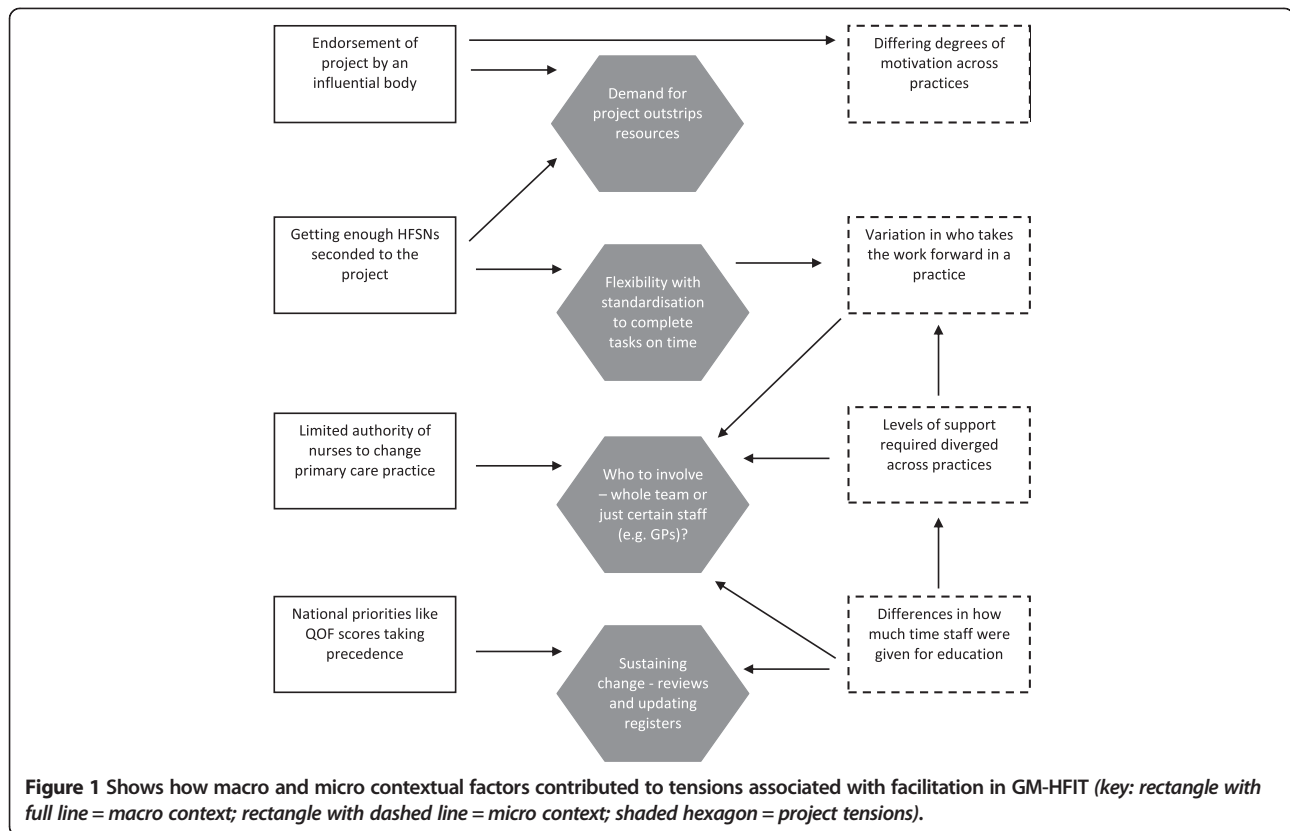 Endorsement of
project by an
influential body
Differing degrees of
motivation across
practices
Demand for
project outstrips
resources
Getting enough HFSNs
seconded to the
project
Variation in who takes
the work forward in a
practice
Flexibility with
standardisation
to complete
tasks on time
Limited authority of
nurses to change
primary care practice
Levels of support
required diverged
across practices
Who to involve
– whole team or
just certain staff
(e.g. GPs)?
National priorities like
QOF scores taking
precedence
Differences in how
much time staff were
given for education
Sustaining
change - reviews
and updating
registers
Figure 1 Shows how macro and micro contextual factors contributed to tensions associated with facilitation in GM-HFIT (key: rectangle with
full line = macro context; rectangle with dashed line = micro context; shaded hexagon = project tensions).